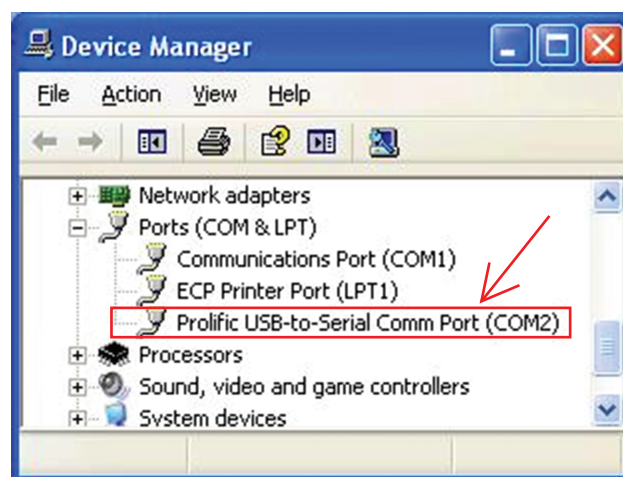 Device Manager
File Action View Help
Network adapters
Ports (COM & LPT)
Communications Port (COM1)
ECP Printer Port (LPT1)
Prolific USB-to-Serial Comm Port (COM2)
Processors
Sound, video and game controllers
System devices